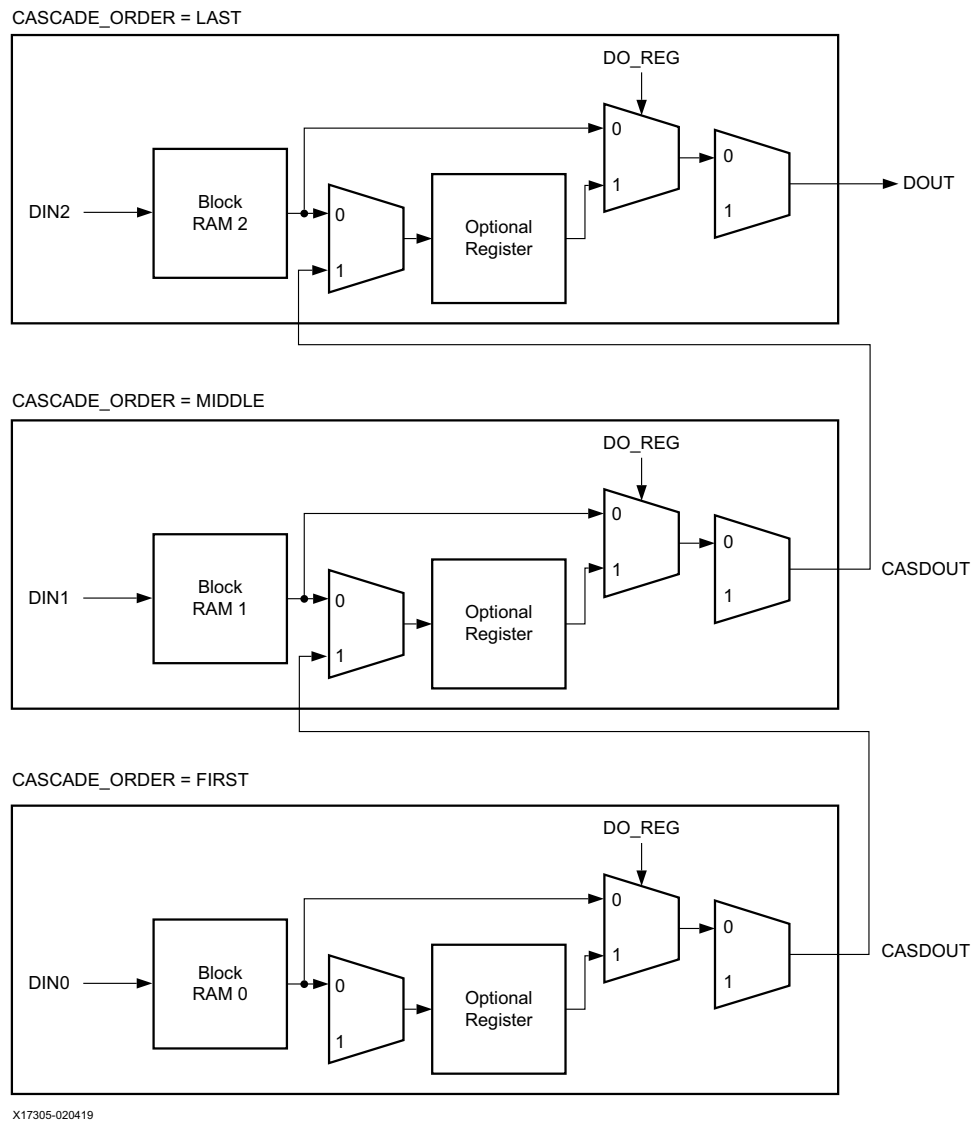 CASCADE_ORDER = LAST
DO_REG
0
1
0
1
DIN2
Block
RAM 2
0
1
Optional
Register
DOUT
CASCADE_ORDER = MIDDLE
DO_REG
0
1
0
1
DIN1
Block
RAM 1
0
1
Optional
Register
CASDOUT
CASCADE_ORDER = FIRST
DO_REG
0
1
0
1
DIN0
Block
RAM 0
0
1
Optional
Register
CASDOUT
X17305-020419